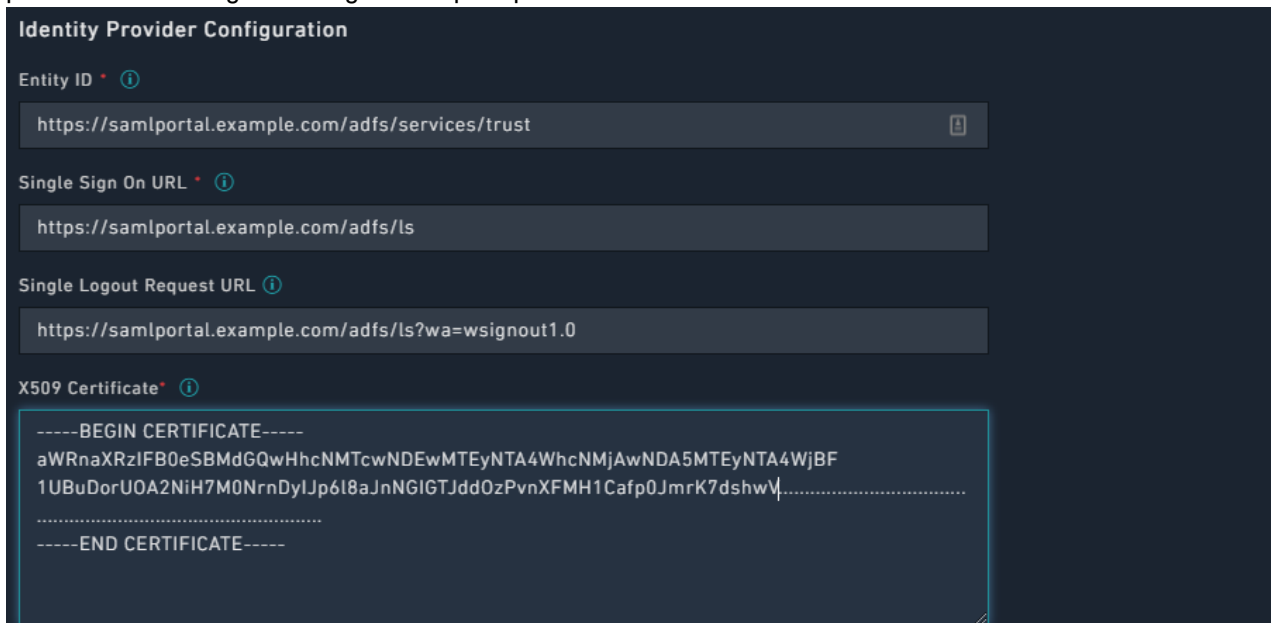 Identity Provider Configuration
Entity ID *
https://samlportal.example.com/adfs/services/trust
Single Sign On URL *
https://samlportal.example.com/adfs/ls
Single Logout Request URL
https://samlportal.example.com/adfs/ls?wa=wsignout1.0
X509 Certificate*
-----BEGIN CERTIFICATE-----
aWRnaXRzIFB0eSBMdGQwHhcNMTcwNDEwMTEyNTA4WhcNMjAwNDA5MTEyNTA4WjBF
1UBuDorUOA2NiH7M0NrnDyIJp6l8aJnNGIGTJddOzPvnXFMH1Cafp0JmrK7dshwV...................................
.....................................................
-----END CERTIFICATE-----